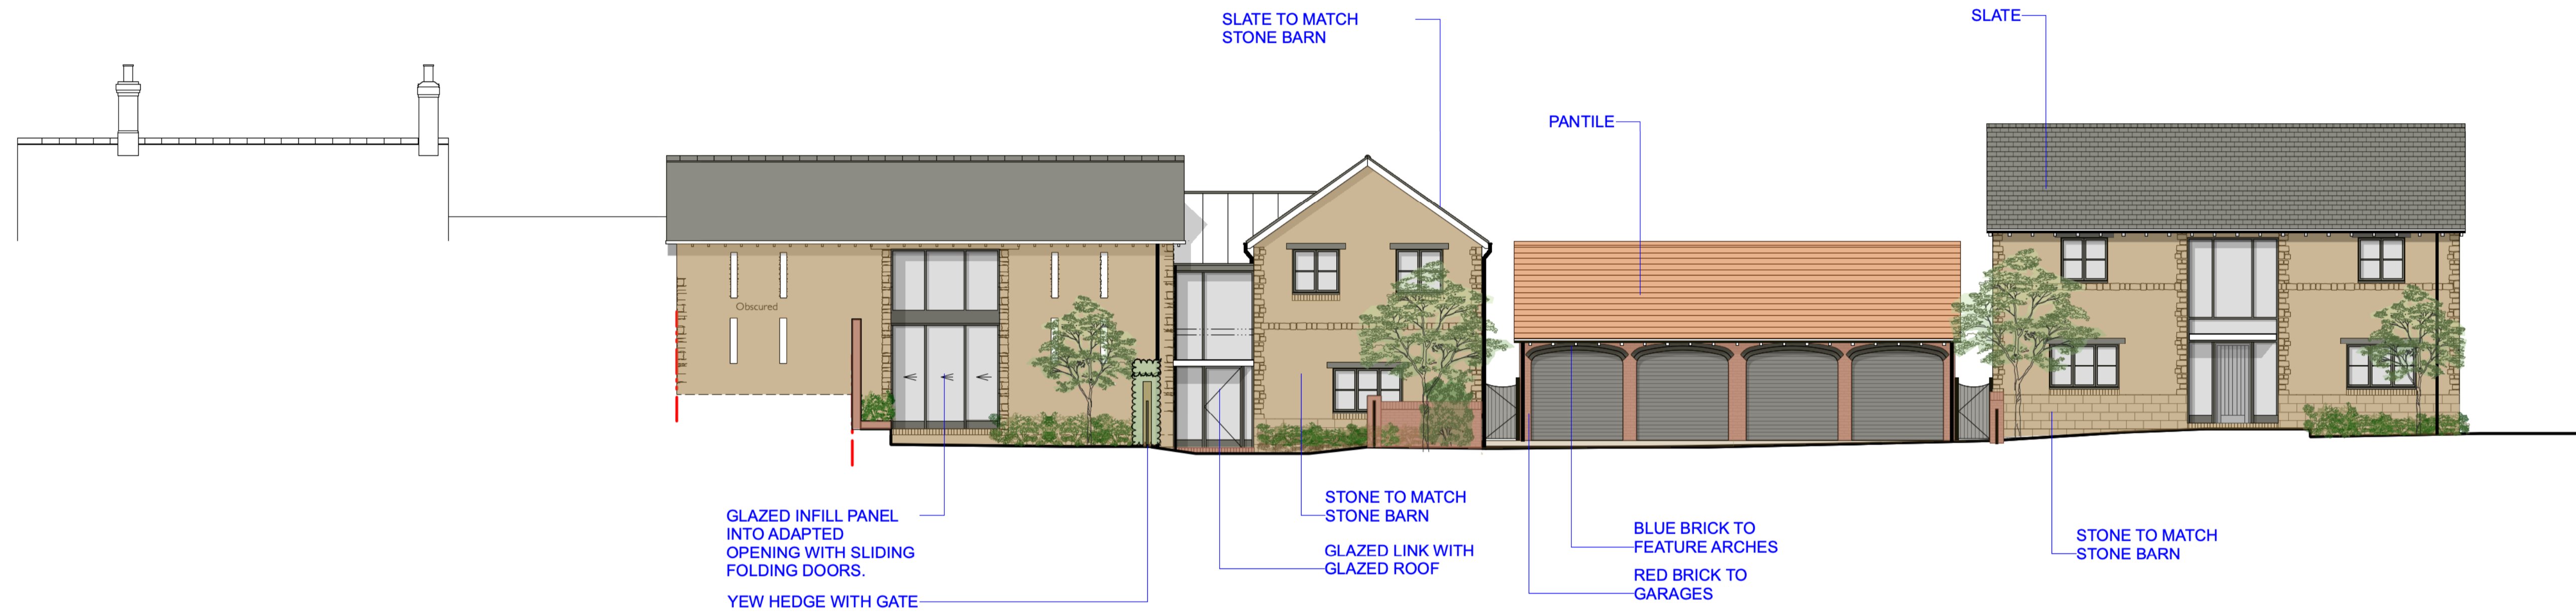 SLATE TO MATCH
STONE BARN
SLATE
PANTILE
Obscured
GLAZED INFILL PANEL
INTO ADAPTED
OPENING WITH SLIDING
FOLDING DOORS.
YEW HEDGE WITH GATE
STONE TO MATCH
STONE BARN
GLAZED LINK WITH
GLAZED ROOF
BLUE BRICK TO
FEATURE ARCHES
RED BRICK TO
GARAGES
STONE TO MATCH
STONE BARN